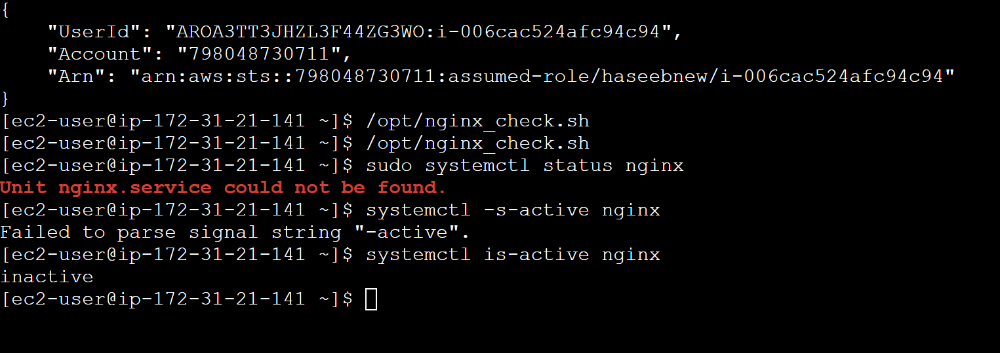 {
    "UserId": "AROA3TT3JHZL3F44ZG3WO:i-006cac524afc94c94",
    "Account": "798048730711",
    "Arn": "arn:aws:sts::798048730711:assumed-role/haseebnew/i-006cac524afc94c94"
}
[ec2-user@ip-172-31-21-141 ~]$ /opt/nginx_check.sh
[ec2-user@ip-172-31-21-141 ~]$ /opt/nginx_check.sh
[ec2-user@ip-172-31-21-141 ~]$ sudo systemctl status nginx
Unit nginx.service could not be found.
[ec2-user@ip-172-31-21-141 ~]$ systemctl -s-active nginx
Failed to parse signal string "-active".
[ec2-user@ip-172-31-21-141 ~]$ systemctl is-active nginx
inactive
[ec2-user@ip-172-31-21-141 ~]$